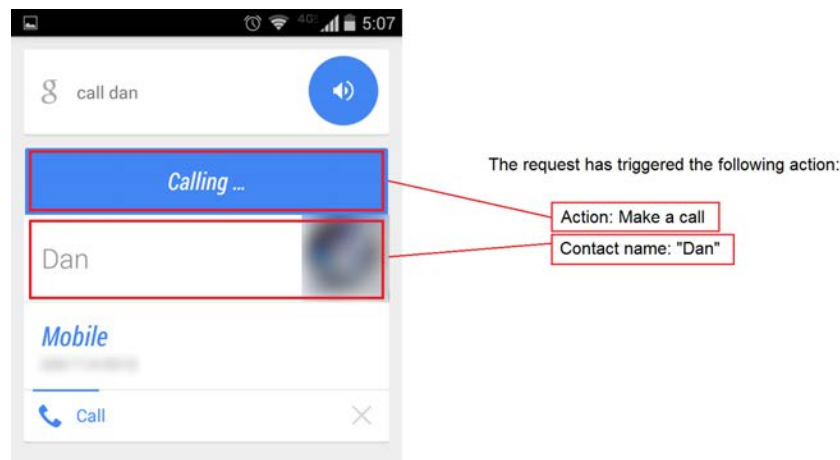 4G 5:07
g call dan
Calling ...
Dan
Mobile
Call
The request has triggered the following action:
Action: Make a call
Contact name: "Dan"